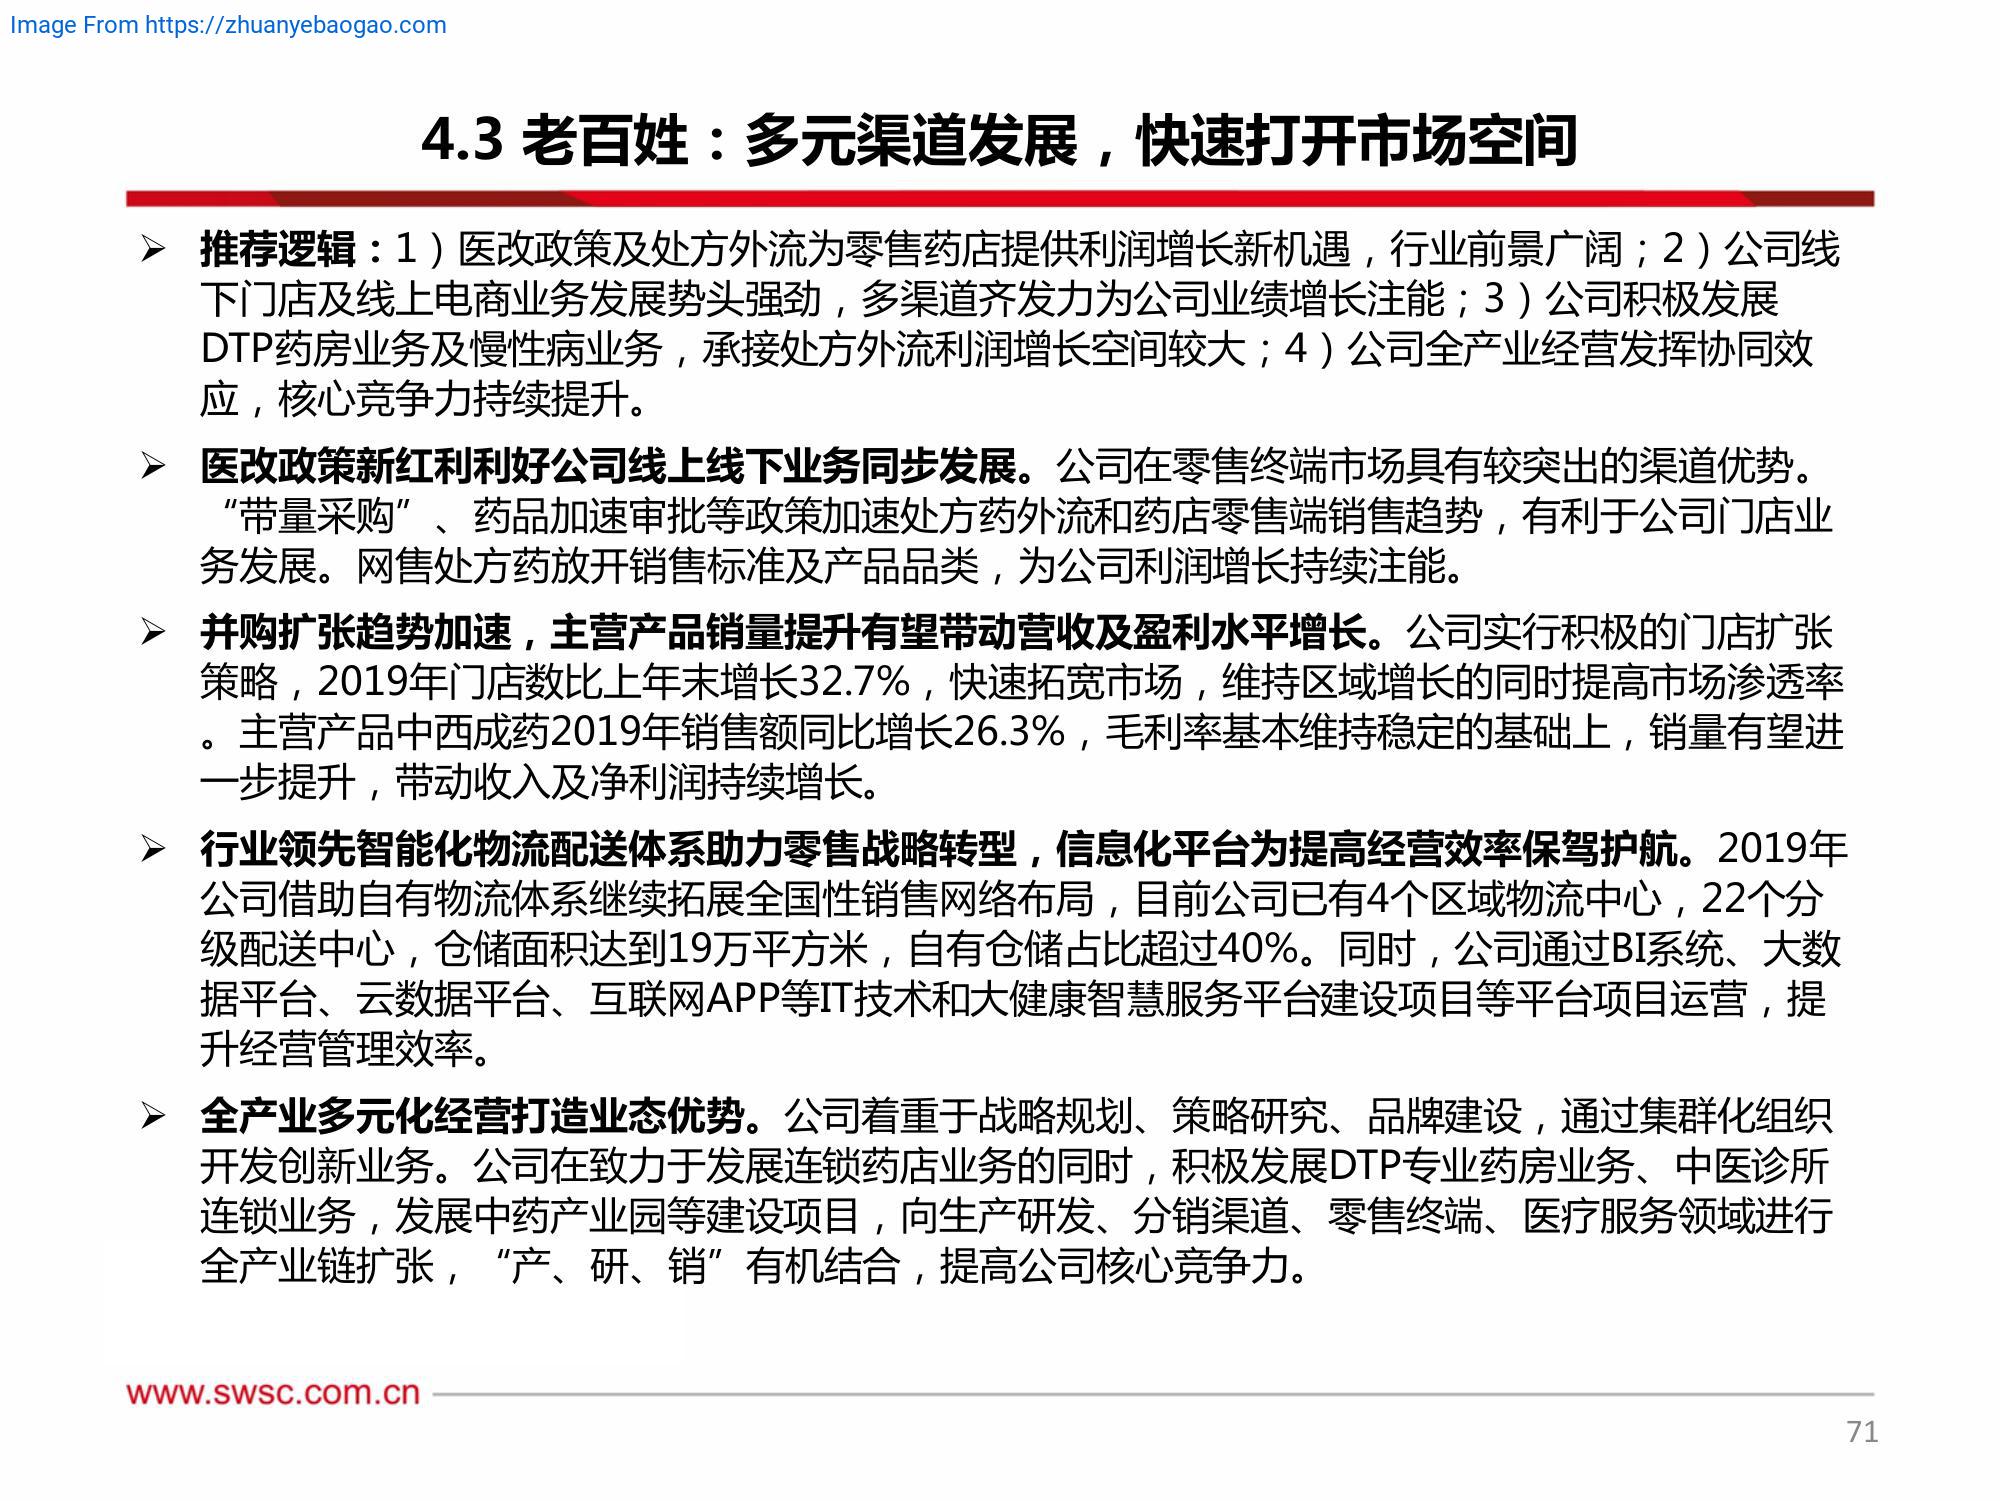 Image From https://zhuanyebaogao.com
4.3 老百姓：多元渠道发展，快速打开市场空间
➢ 推荐逻辑：1）医改政策及处方外流为零售药店提供利润增长新机遇，行业前景广阔；2）公司线
下门店及线上电商业务发展势头强劲，多渠道齐发力为公司业绩增长注能；3）公司积极发展
DTP药房业务及慢性病业务，承接处方外流利润增长空间较大；4）公司全产业经营发挥协同效
应，核心竞争力持续提升。
➢ 医改政策新红利利好公司线上线下业务同步发展。公司在零售终端市场具有较突出的渠道优势。
“带量采购”、药品加速审批等政策加速处方药外流和药店零售端销售趋势，有利于公司门店业
务发展。网售处方药放开销售标准及产品品类，为公司利润增长持续注能。
➢ 并购扩张趋势加速，主营产品销量提升有望带动营收及盈利水平增长。公司实行积极的门店扩张
策略，2019年门店数比上年末增长32.7%，快速拓宽市场，维持区域增长的同时提高市场渗透率
。主营产品中西成药2019年销售额同比增长26.3%，毛利率基本维持稳定的基础上，销量有望进
一步提升，带动收入及净利润持续增长。
➢ 行业领先智能化物流配送体系助力零售战略转型，信息化平台为提高经营效率保驾护航。2019年
公司借助自有物流体系继续拓展全国性销售网络布局，目前公司已有4个区域物流中心，22个分
级配送中心，仓储面积达到19万平方米，自有仓储占比超过40%。同时，公司通过BI系统、大数
据平台、云数据平台、互联网APP等IT技术和大健康智慧服务平台建设项目等平台项目运营，提
升经营管理效率。
➢ 全产业多元化经营打造业态优势。公司着重于战略规划、策略研究、品牌建设，通过集群化组织
开发创新业务。公司在致力于发展连锁药店业务的同时，积极发展DTP专业药房业务、中医诊所
连锁业务，发展中药产业园等建设项目，向生产研发、分销渠道、零售终端、医疗服务领域进行
全产业链扩张，“产、研、销”有机结合，提高公司核心竞争力。
www.swsc.com.cn
71